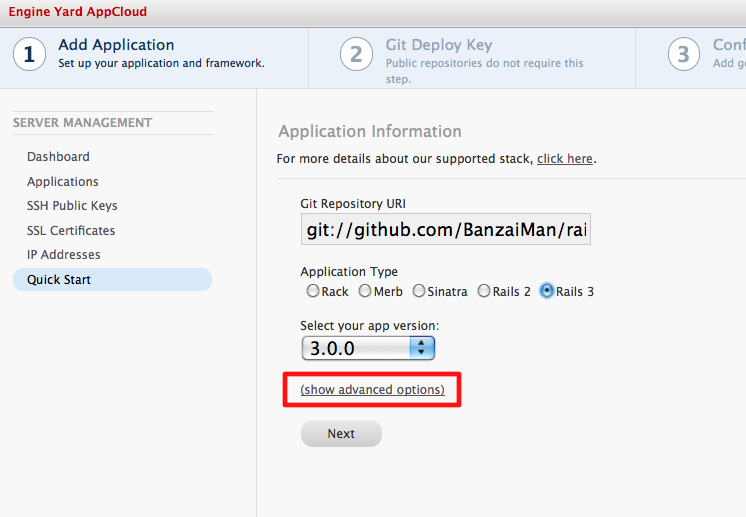 Engine Yard AppCloud
1 Add Application
Set up your application and framework.
2 Git Deploy Key
Public repositories do not require this
step.
3 Conf
Add ge
SERVER MANAGEMENT
Dashboard
Applications
SSH Public Keys
SSL Certificates
IP Addresses
Quick Start
Application Information
For more details about our supported stack, click here.
Git Repository URI
git://github.com/BanzaiMan/rai
Application Type
Rack Merb Sinatra Rails 2 Rails 3
Select your app version:
3.0.0
(show advanced options)
Next